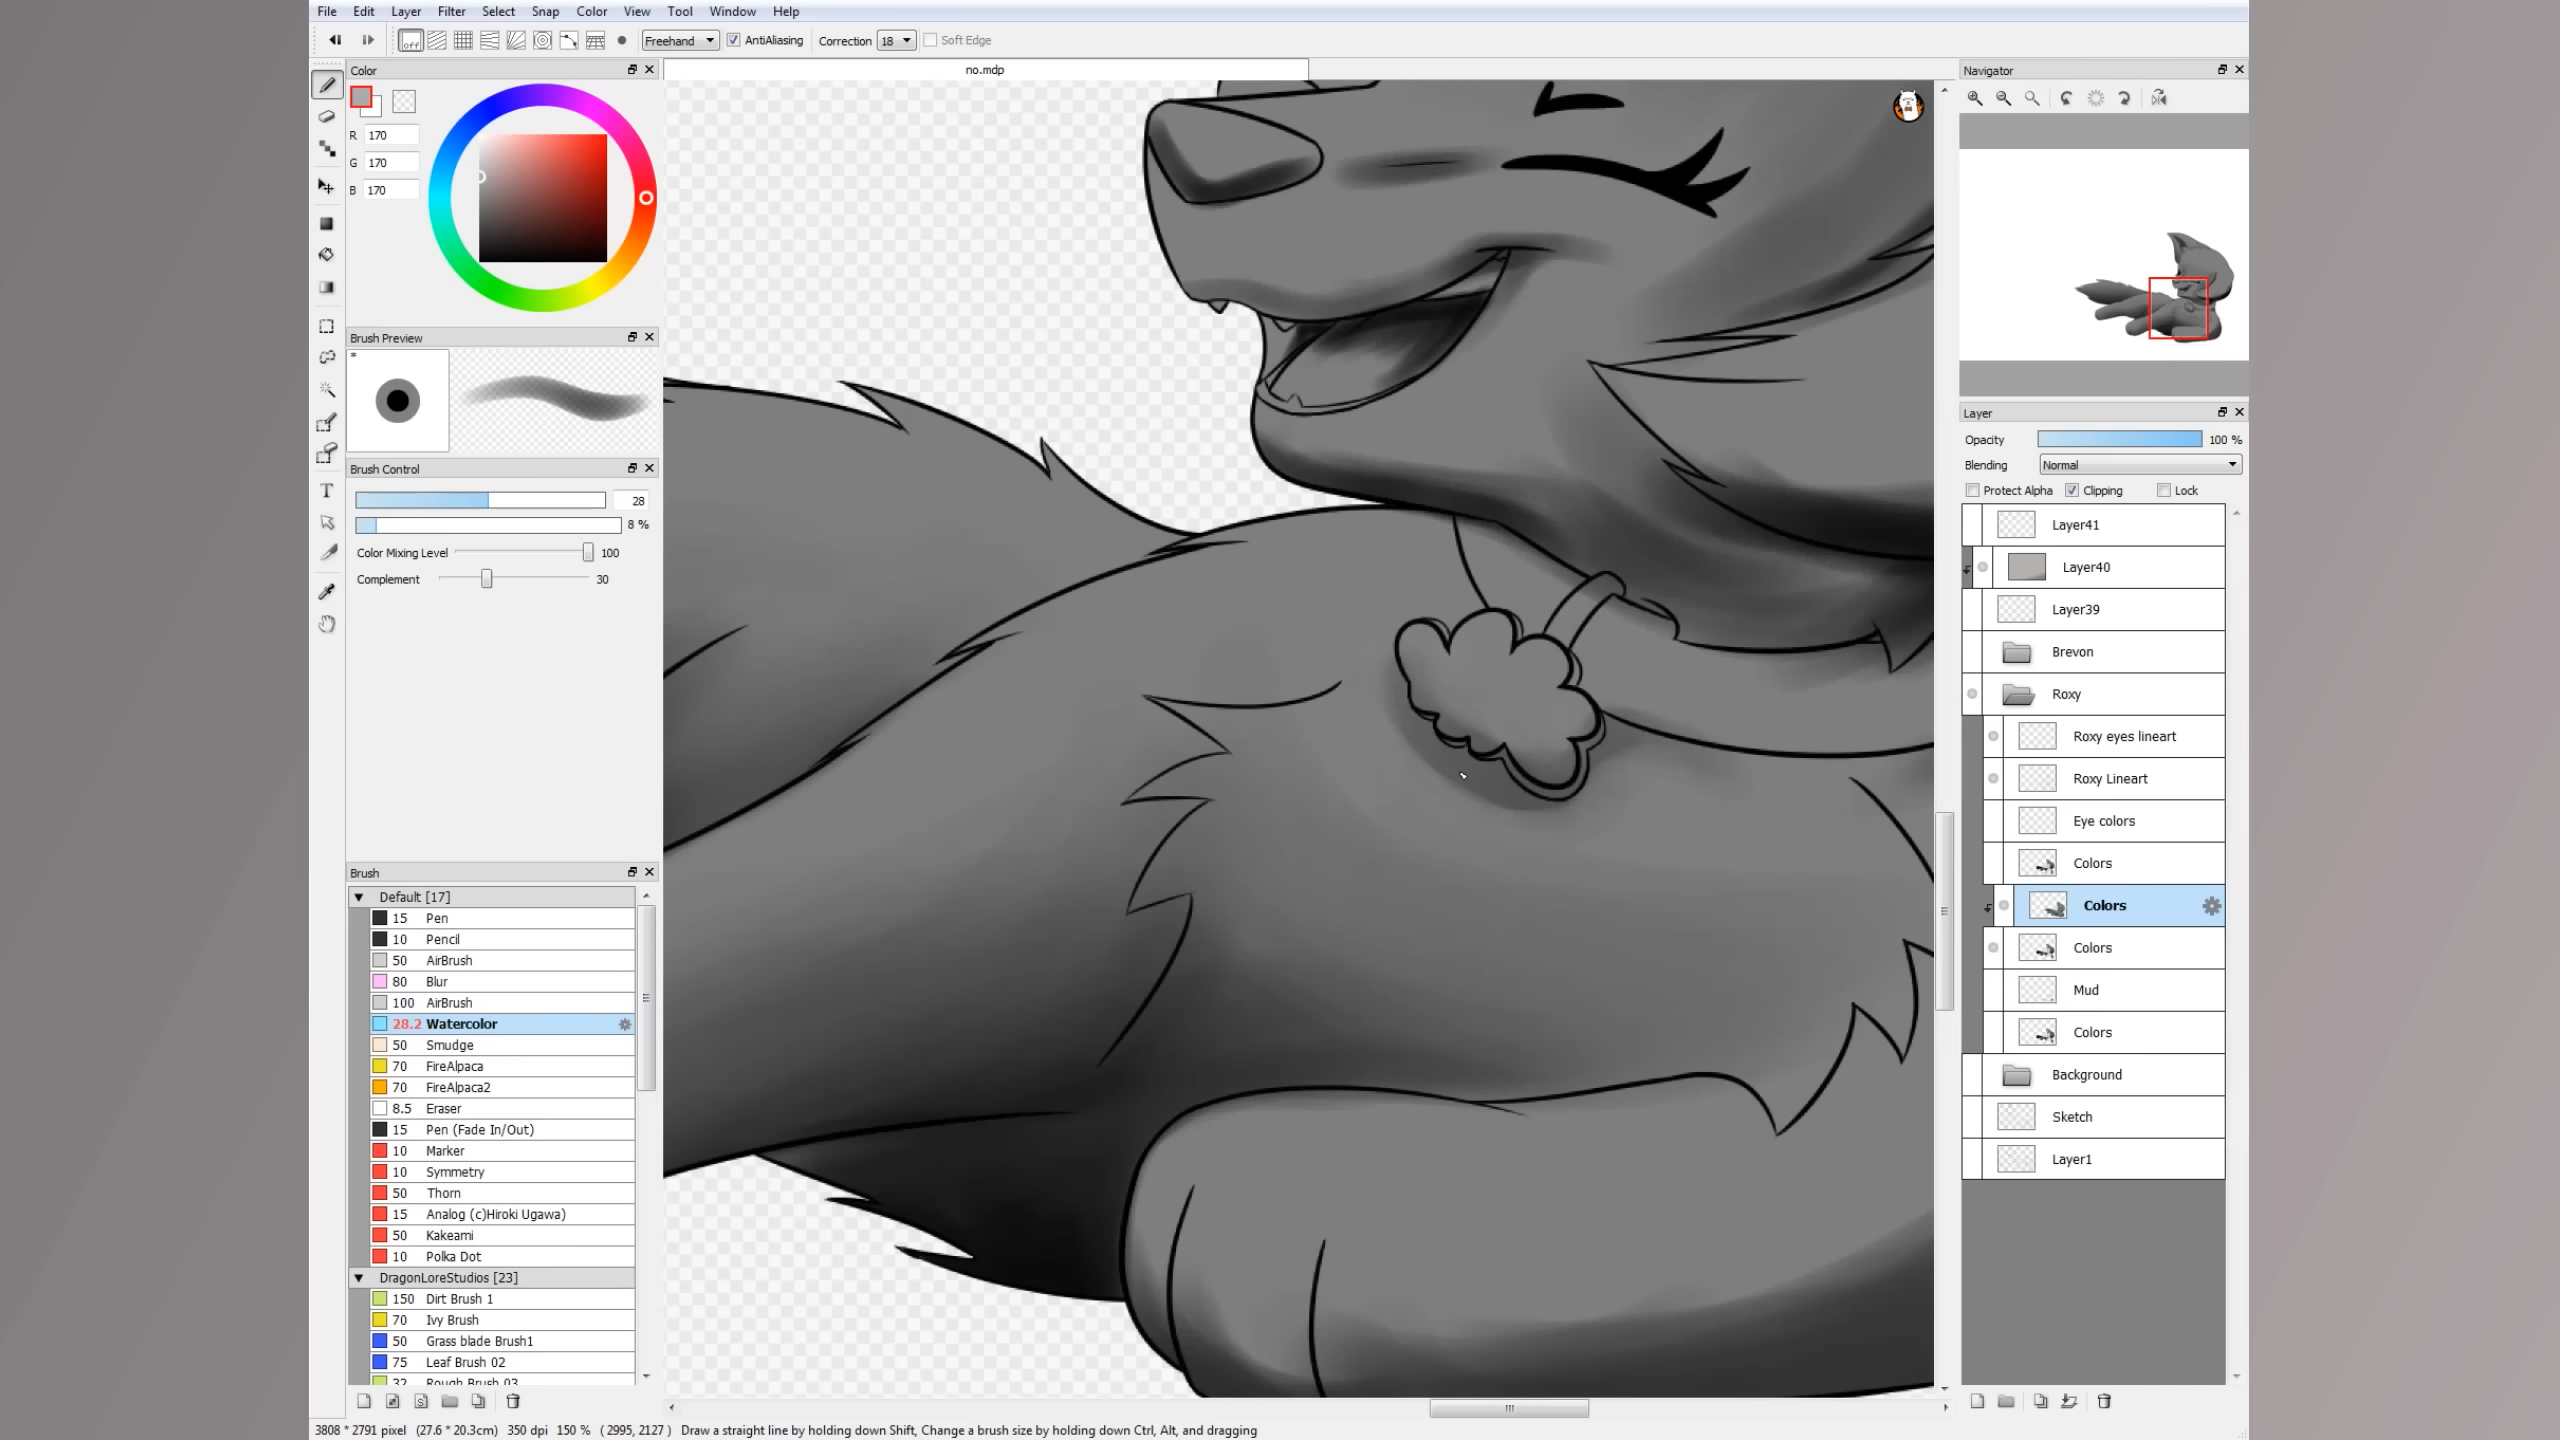 File Edit Layer Filter Select Snap Color View Tool Window Help
off Freehand AntiAliasing Correction 18 Soft Edge
Color
no.mdp
Navigator
R 170
G 170
B 170
Brush Preview
*
Brush Control
28
8 %
Color Mixing Level 100
Complement 30
Brush
Default [17]
15 Pen
10 Pencil
50 AirBrush
80 Blur
100 AirBrush
28.2 Watercolor
50 Smudge
70 FireAlpaca
70 FireAlpaca2
8.5 Eraser
15 Pen (Fade In/Out)
10 Marker
10 Symmetry
50 Thorn
15 Analog (c)Hiroki Ugawa)
50 Kakeami
10 Polka Dot
DragonLoreStudios [23]
150 Dirt Brush 1
70 Ivy Brush
50 Grass blade Brush1
75 Leaf Brush 02
32 Rough Brush 03
Layer
Opacity 100 %
Blending Normal
Protect Alpha Clipping Lock
Layer41
Layer40
Layer39
Brevon
Roxy
Roxy eyes lineart
Roxy Lineart
Eye colors
Colors
Colors
Colors
Mud
Colors
Background
Sketch
Layer1
3808 * 2791 pixel (27.6 * 20.3cm) 350 dpi 150 % ( 2995, 2127 ) Draw a straight line by holding down Shift, Change a brush size by holding down Ctrl, Alt, and dragging